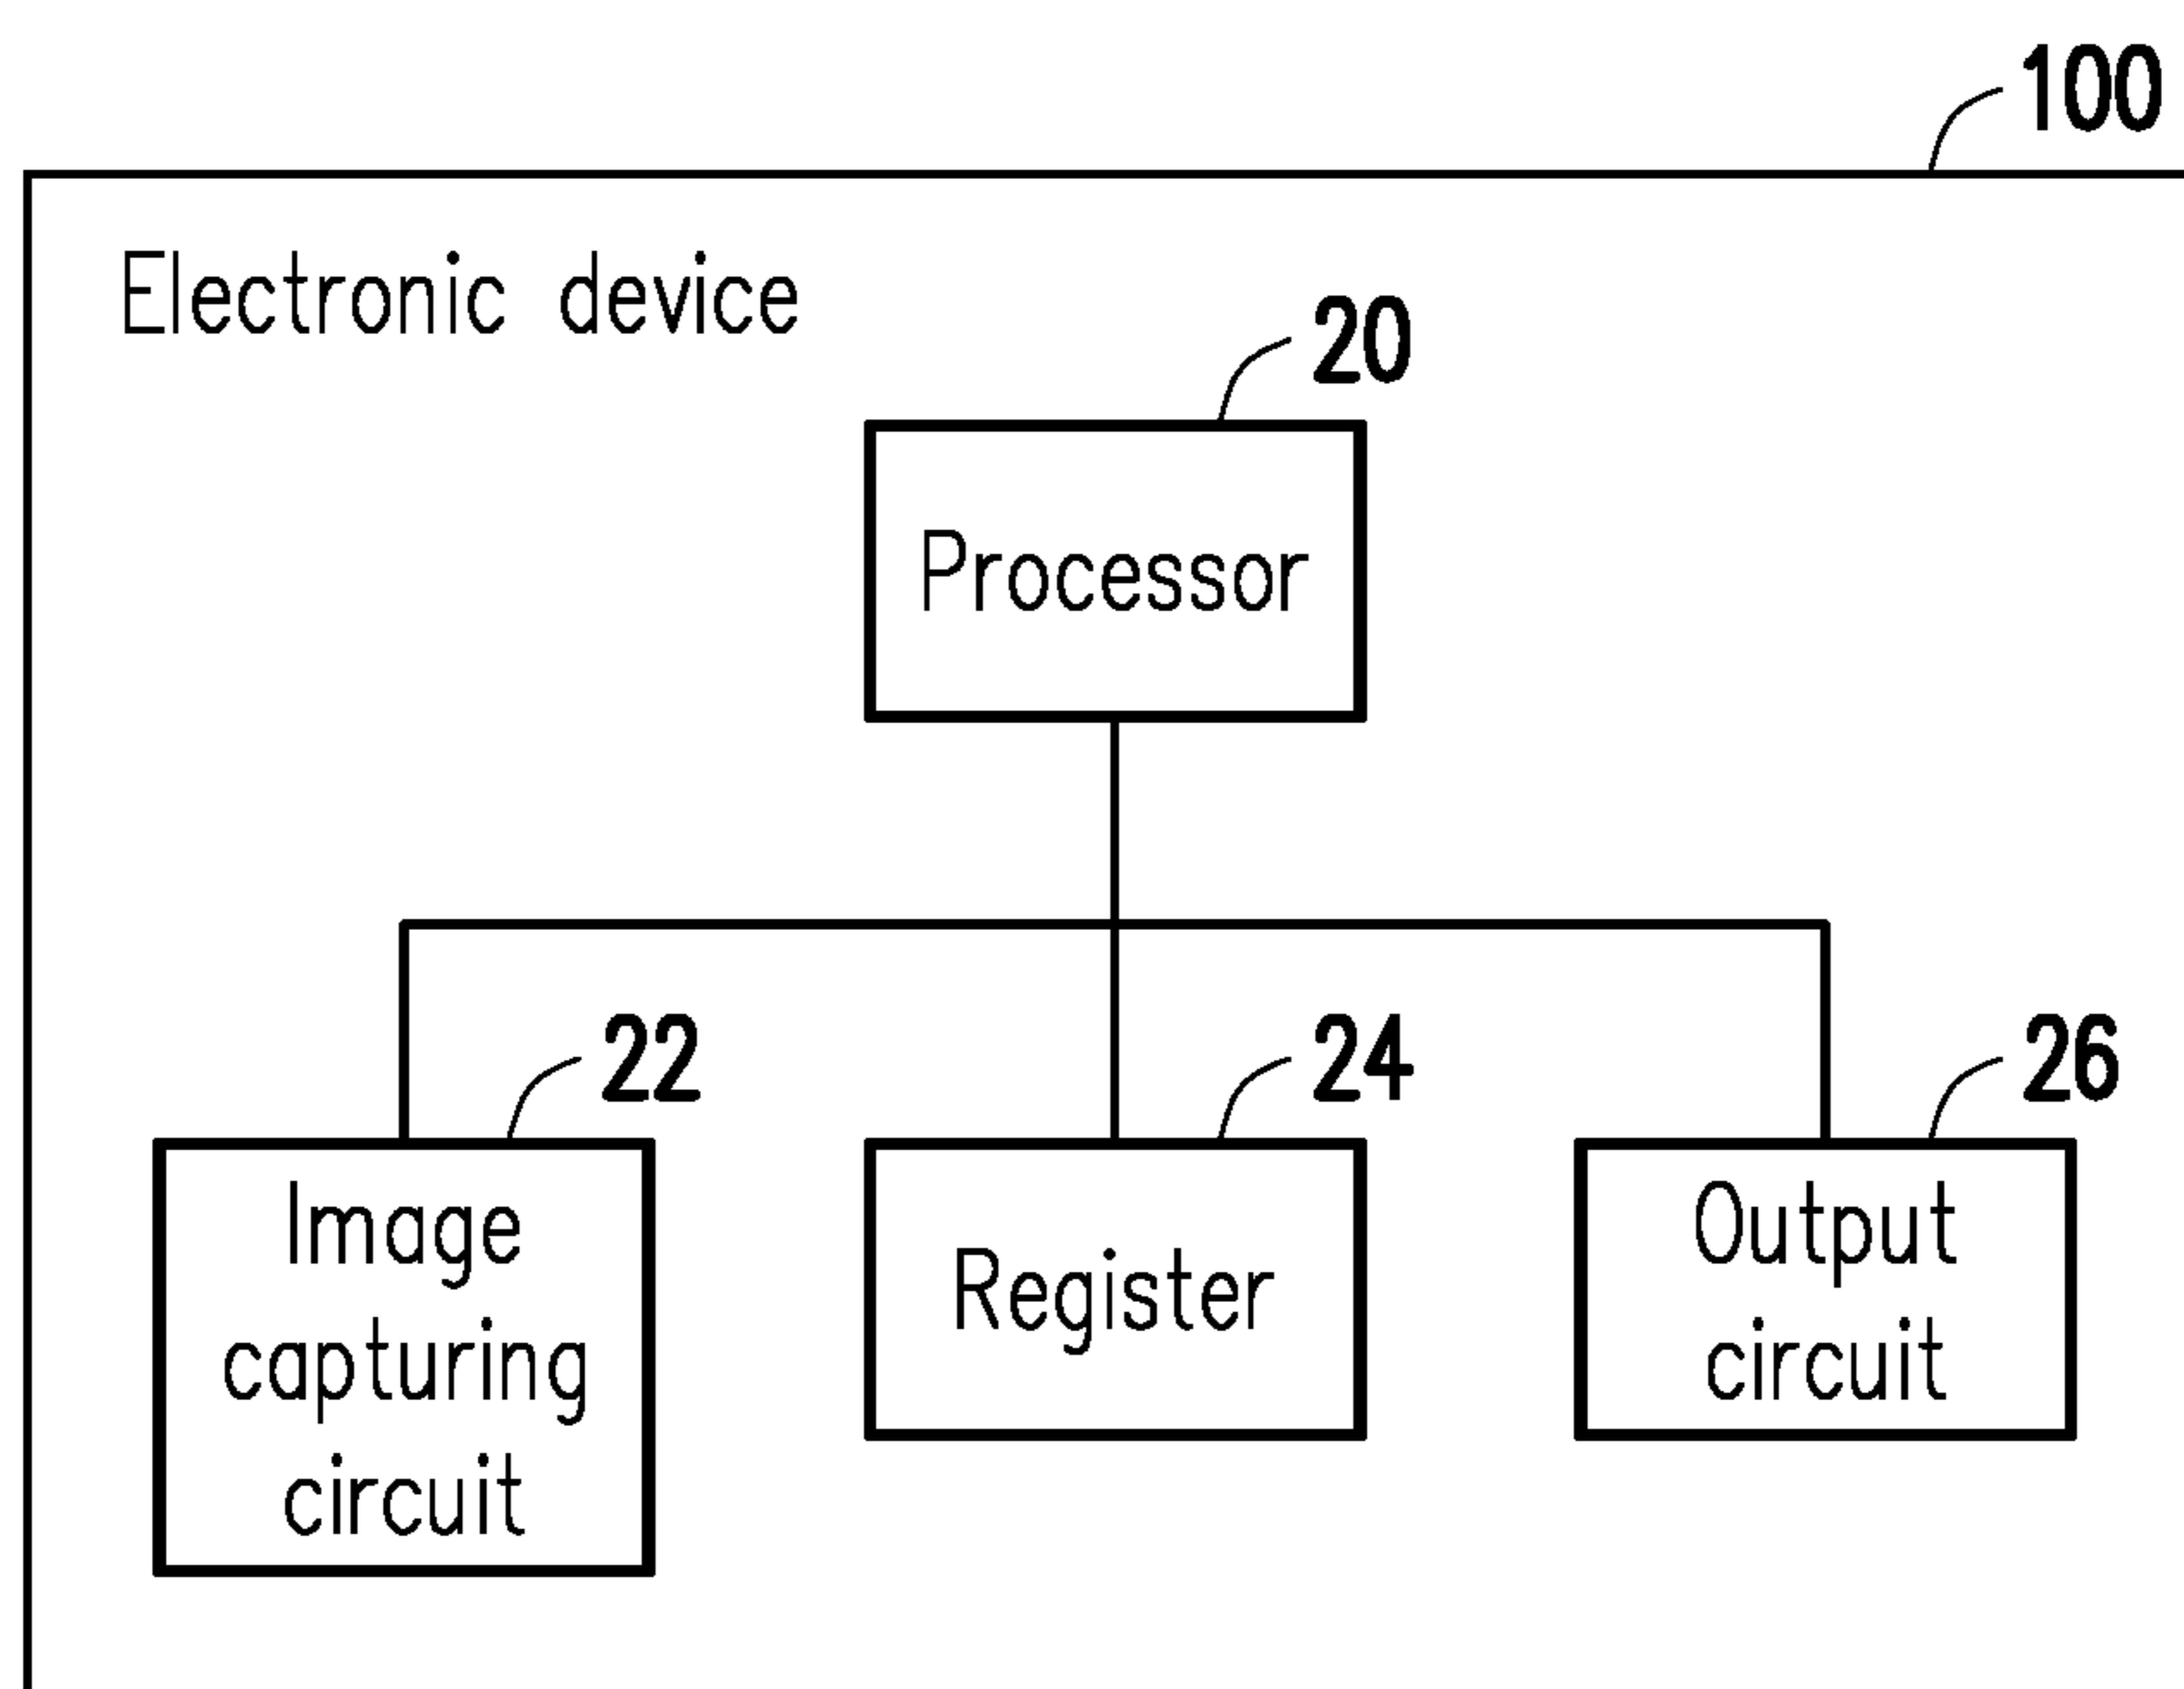 100
Electronic device
20
Processor
22
24
26
Image
capturing
circuit
Register
Output
circuit